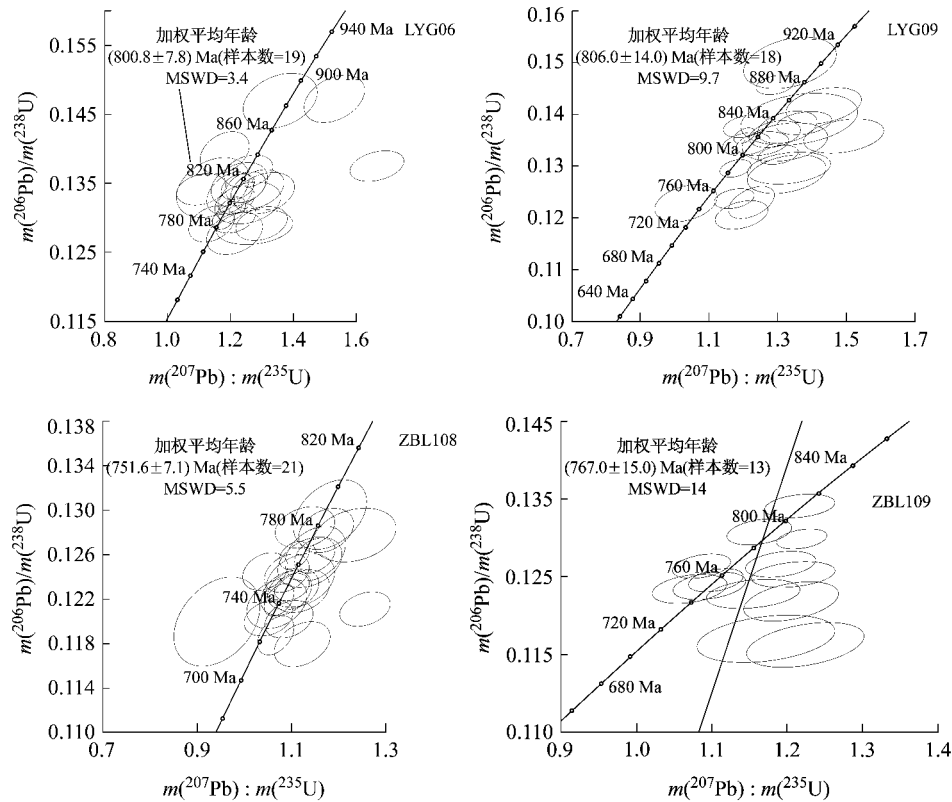 0.155
0.145
0.135
0.125
0.115
加权平均年龄
(800.8±7.8) Ma(样本数=19)
MSWD=3.4
940 Ma
LYG06
900 Ma
860 Ma
820 Ma
780 Ma
740 Ma
0.8
1.0
1.2
1.4
1.6
m(²⁰⁶Pb)/m(²³⁸U)
m(²⁰⁷Pb) : m(²³⁵U)
0.16
0.15
0.14
0.13
0.12
0.11
0.10
加权平均年龄
(806.0±14.0) Ma(样本数=18)
MSWD=9.7
920 Ma
LYG09
880 Ma
840 Ma
800 Ma
760 Ma
720 Ma
680 Ma
640 Ma
0.7
0.9
1.1
1.3
1.5
1.7
m(²⁰⁶Pb)/m(²³⁸U)
m(²⁰⁷Pb) : m(²³⁵U)
0.138
0.134
0.130
0.126
0.122
0.118
0.114
0.110
加权平均年龄
(751.6±7.1) Ma(样本数=21)
MSWD=5.5
820 Ma
ZBL108
780 Ma
740 Ma
700 Ma
0.7
0.9
1.1
1.3
m(²⁰⁶Pb)/m(²³⁸U)
m(²⁰⁷Pb) : m(²³⁵U)
0.145
0.135
0.125
0.115
0.110
加权平均年龄
(767.0±15.0) Ma(样本数=13)
MSWD=14
840 Ma
ZBL109
800 Ma
760 Ma
720 Ma
680 Ma
0.9
1.0
1.1
1.2
1.3
1.4
m(²⁰⁶Pb)/m(²³⁸U)
m(²⁰⁷Pb) : m(²³⁵U)